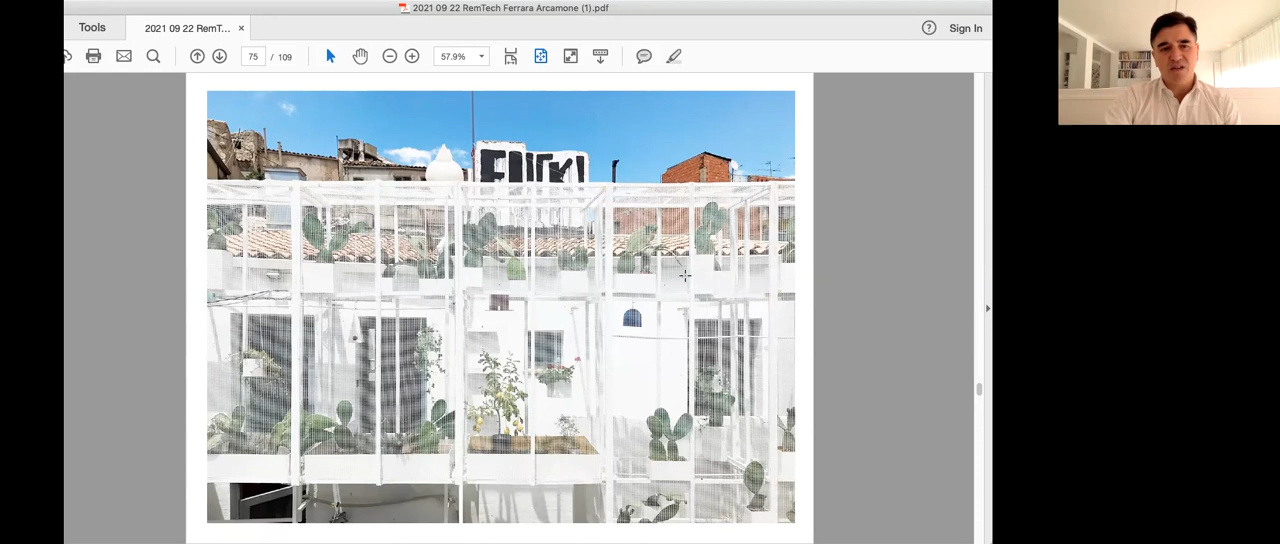 2021 09 22 RemTech Ferrara Arcamone (1).pdf
Tools
2021 09 22 RemT... ×
? Sign In
75 / 109
57.9%